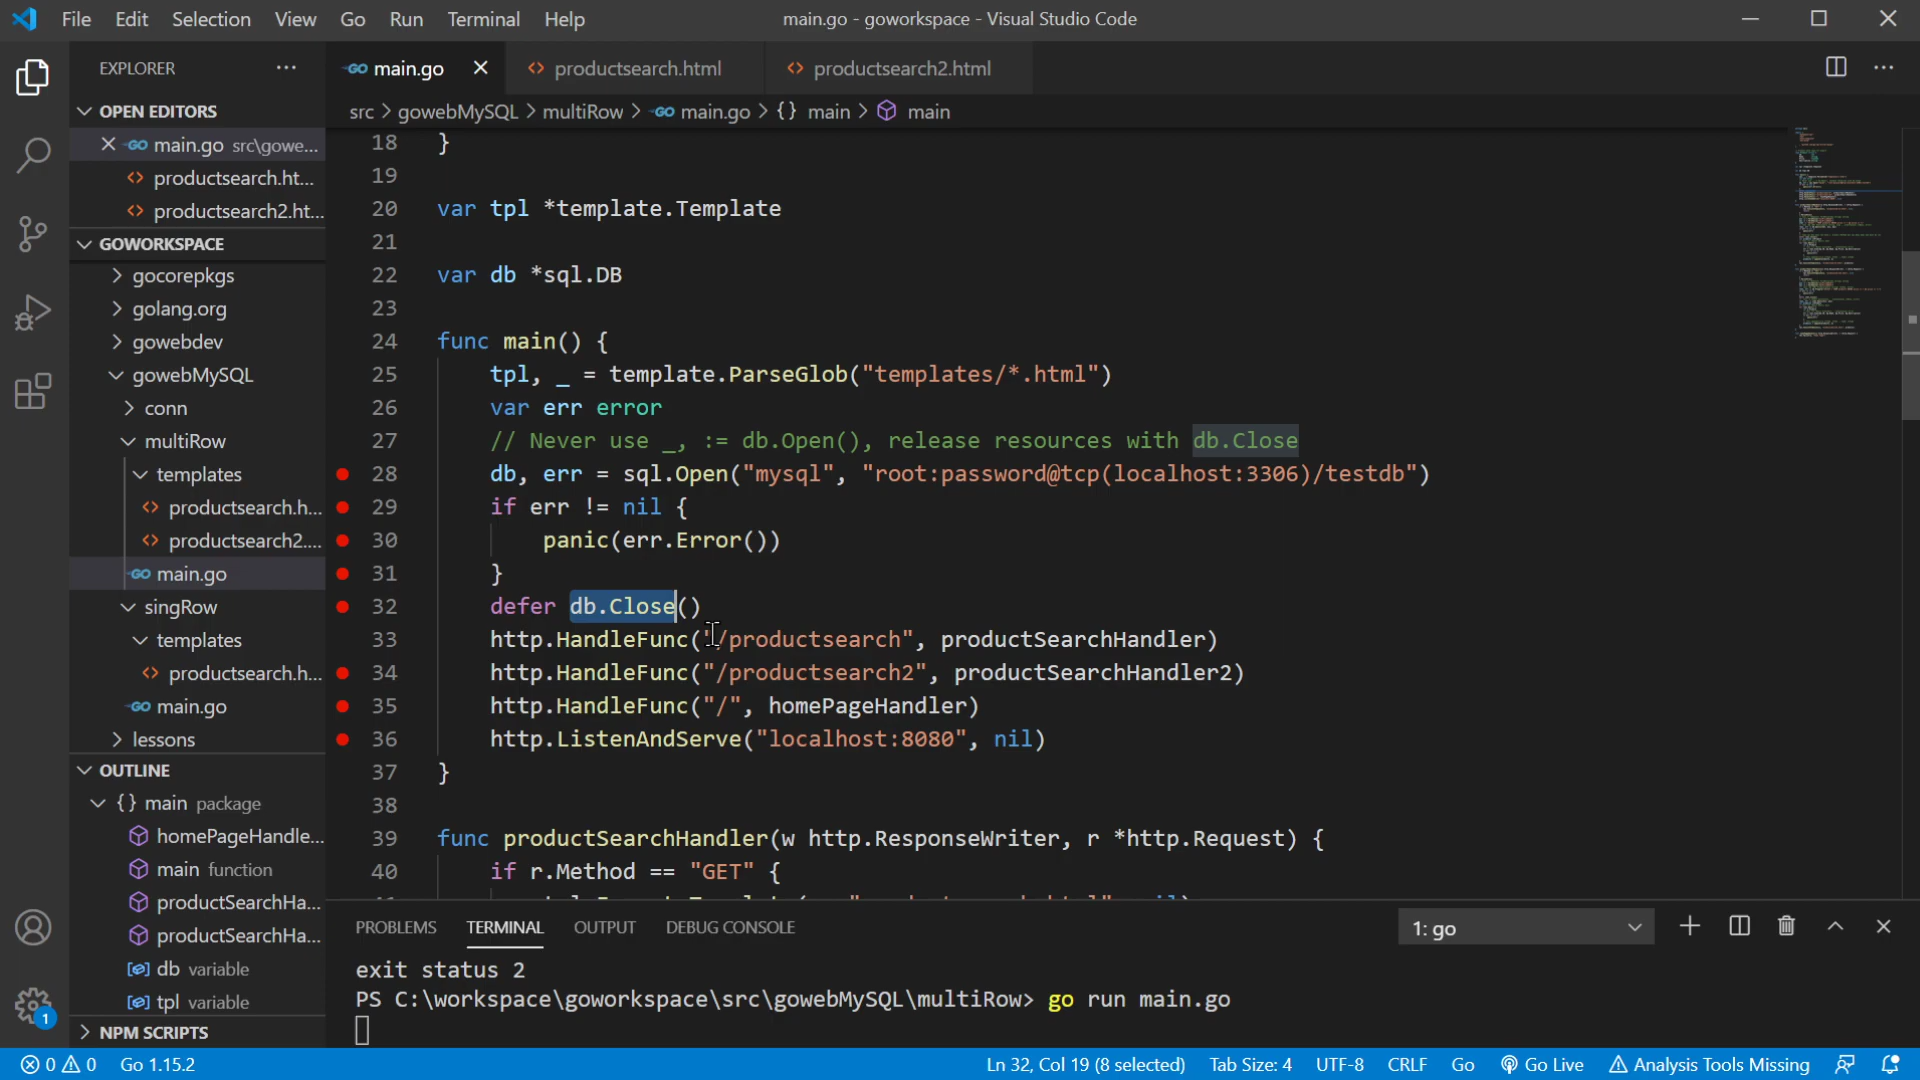 File Edit Selection View Go Run Terminal Help
main.go - goworkspace - Visual Studio Code
EXPLORER ···
OPEN EDITORS
main.go src\gowe...
productsearch.ht...
productsearch2.ht...
GOWORKSPACE
gocorepkgs
golang.org
gowebdev
gowebMySQL
conn
multiRow
templates
productsearch.h...
productsearch2....
main.go
singRow
templates
productsearch.h...
main.go
lessons
OUTLINE
{} main package
homePageHandle...
main function
productSearchHa...
productSearchHa...
db variable
tpl variable
NPM SCRIPTS
main.go
productsearch.html
productsearch2.html
src > gowebMySQL > multiRow > main.go > {} main > main
18 }
19
20 var tpl *template.Template
21
22 var db *sql.DB
23
24 func main() {
25 tpl, _ = template.ParseGlob("templates/*.html")
26 var err error
27 // Never use _, := db.Open(), release resources with db.Close
28 db, err = sql.Open("mysql", "root:password@tcp(localhost:3306)/testdb")
29 if err != nil {
30 panic(err.Error())
31 }
32 defer db.Close()
33 http.HandleFunc("/productsearch", productSearchHandler)
34 http.HandleFunc("/productsearch2", productSearchHandler2)
35 http.HandleFunc("/", homePageHandler)
36 http.ListenAndServe("localhost:8080", nil)
37 }
38
39 func productSearchHandler(w http.ResponseWriter, r *http.Request) {
40 if r.Method == "GET" {
PROBLEMS TERMINAL OUTPUT DEBUG CONSOLE
1: go
exit status 2
PS C:\workspace\goworkspace\src\gowebMySQL\multiRow> go run main.go
1
0 0 Go 1.15.2
Ln 32, Col 19 (8 selected) Tab Size: 4 UTF-8 CRLF Go Go Live Analysis Tools Missing